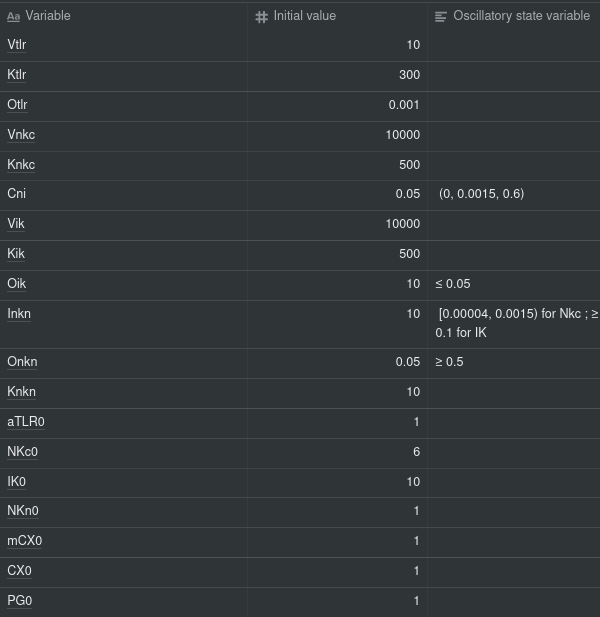 Aa Variable # Initial value Oscillatory state variable
Vtlr 10
Ktlr 300
Otlr 0.001
Vnkc 10000
Knkc 500
Cni 0.05 (0, 0.0015, 0.6)
Vik 10000
Kik 500
Oik 10 ≤ 0.05
Inkn 10 [0.00004, 0.0015) for Nkc ; ≥
0.1 for IK
Onkn 0.05 ≥ 0.5
Knkn 10
aTLR0 1
NKc0 6
IK0 10
NKn0 1
mCX0 1
CX0 1
PG0 1